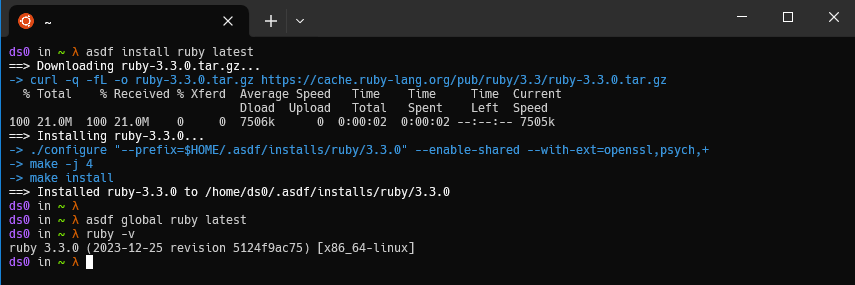 ~
ds0 in ~ λ asdf install ruby latest
==> Downloading ruby-3.3.0.tar.gz...
-> curl -q -fL -o ruby-3.3.0.tar.gz https://cache.ruby-lang.org/pub/ruby/3.3/ruby-3.3.0.tar.gz
  % Total    % Received % Xferd  Average Speed   Time    Time     Time  Current
                                 Dload  Upload   Total   Spent    Left  Speed
100 21.0M  100 21.0M    0     0  7506k      0  0:00:02  0:00:02 --:--:-- 7505k
==> Installing ruby-3.3.0...
-> ./configure "--prefix=$HOME/.asdf/installs/ruby/3.3.0" --enable-shared --with-ext=openssl,psych,+
-> make -j 4
-> make install
==> Installed ruby-3.3.0 to /home/ds0/.asdf/installs/ruby/3.3.0
ds0 in ~ λ
ds0 in ~ λ asdf global ruby latest
ds0 in ~ λ ruby -v
ruby 3.3.0 (2023-12-25 revision 5124f9ac75) [x86_64-linux]
ds0 in ~ λ